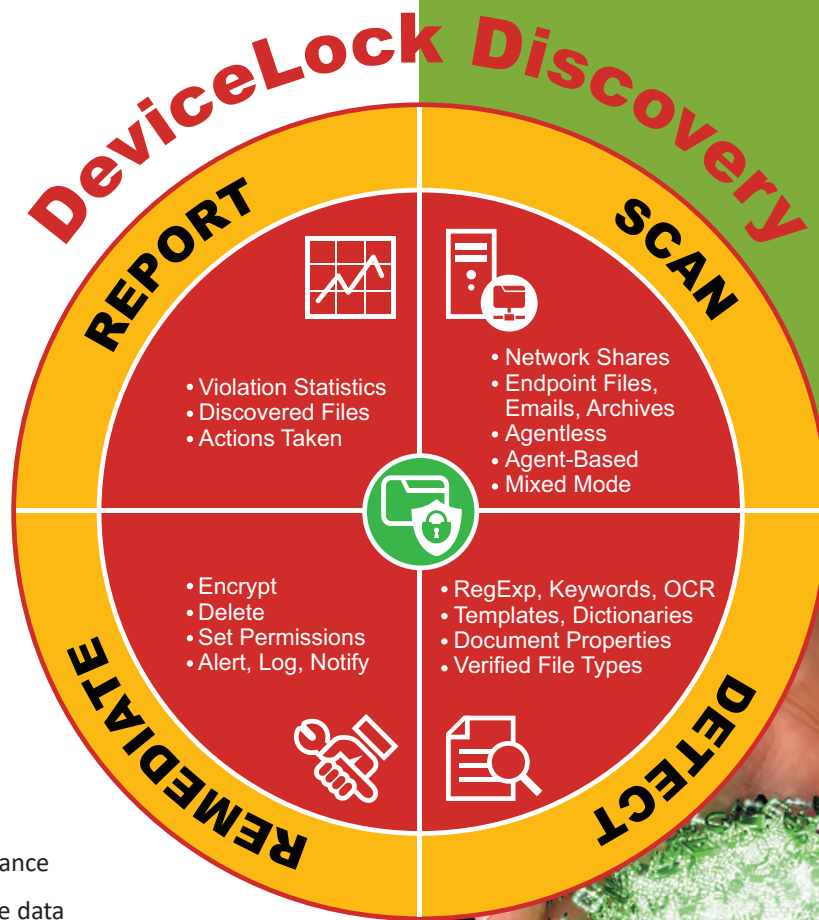 DeviceLock Discovery
REPORT
• Violation Statistics
• Discovered Files
• Actions Taken
SCAN
• Network Shares
• Endpoint Files,
Emails, Archives
• Agentless
• Agent-Based
• Mixed Mode
REMEDIATE
• Encrypt
• Delete
• Set Permissions
• Alert, Log, Notify
DETECT
• RegExp, Keywords, OCR
• Templates, Dictionaries
• Document Properties
• Verified File Types
data